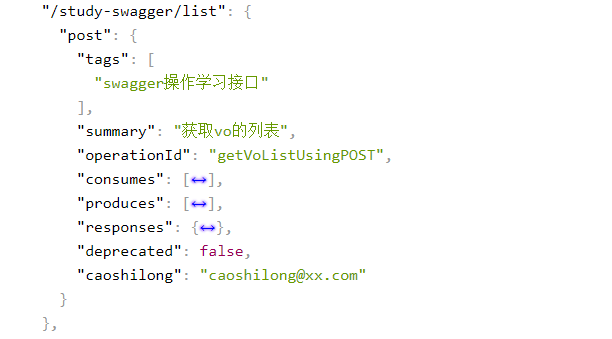 "/study-swagger/list": {
"post": {
"tags": [
"swagger操作学习接口"
],
"summary": "获取vo的列表",
"operationId": "getVoListUsingPOST",
"consumes": [↔],
"produces": [↔],
"responses": {↔},
"deprecated": false,
"caoshilong": "caoshilong@xx.com"
}
},